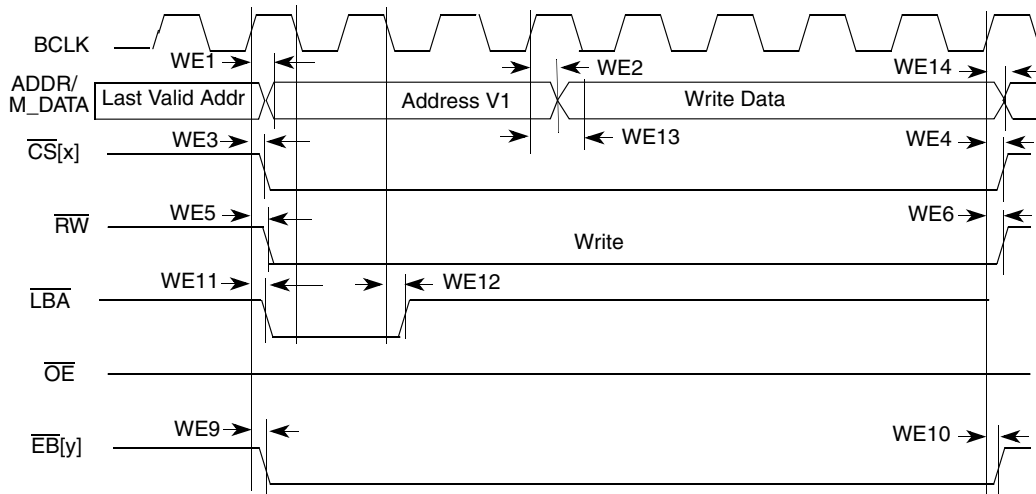 BCLK
WE1
WE2
WE14
ADDR/
M_DATA
Last Valid Addr
Address V1
Write Data
WE3
WE13
WE4
CS[x]
WE5
WE6
RW
Write
WE11
WE12
LBA
OE
WE9
WE10
EB[y]